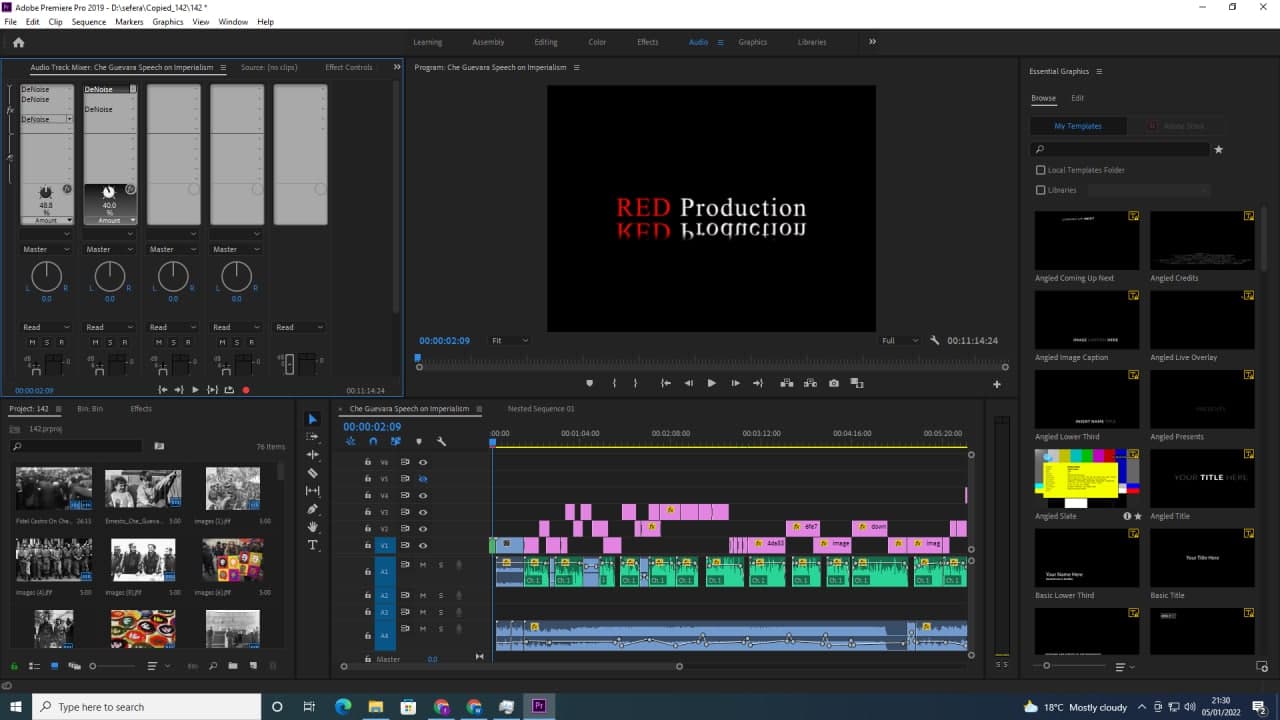 Adobe Premiere Pro 2019 - D:\sefera\Copied_142\142 *
File Edit Clip Sequence Markers Graphics View Window Help
Learning Assembly Editing Color Effects Audio Graphics Libraries
Audio Track Mixer: Che Guevara Speech on Imperialism Source: (no clips) Effect Controls
Program: Che Guevara Speech on Imperialism
Essential Graphics
Browse Edit
My Templates Adobe Stock
Local Templates Folder
Libraries
DeNoise DeNoise
DeNoise DeNoise
DeNoise
48.8 40.0
% %
Amount Amount
Master Master Master Master
L R L R L R L R
0.0 0.0 0.0 0.0
Read Read Read Read Read
M S R M S R M S R M S R
dB dB dB dB dB
00:00:02:09 00:11:14:24
RED Production
00:00:02:09 Fit Full 00:11:14:24
Angled Coming Up Next Angled Credits
Angled Image Caption Angled Live Overlay
Angled Lower Third Angled Presents
YOUR TITLE HERE
Angled Slate Angled Title
Your Name Here Your Title Here
Basic Lower Third Basic Title
Project: 142 Bin: Bin Effects
142.prproj
76 Items
Fidel Castro On Che... 26:13 Ernesto_Che_Gueva... 5:00 images (1).jfif 5:00
images (4).jfif 5:00 images (5).jfif 5:00 images (6).jfif 5:00
Che Guevara Speech on Imperialism Nested Sequence 01
00:00:02:09
:00:00 00:01:04:00 00:02:08:00 00:03:12:00 00:04:16:00 00:05:20:00
V6
V5
V4
V3
V2
V1
A1 M S
A2 M S
A3 M S
A4 M S
Master 0.0
S S
Type here to search
18°C Mostly cloudy
21:30
05/01/2022